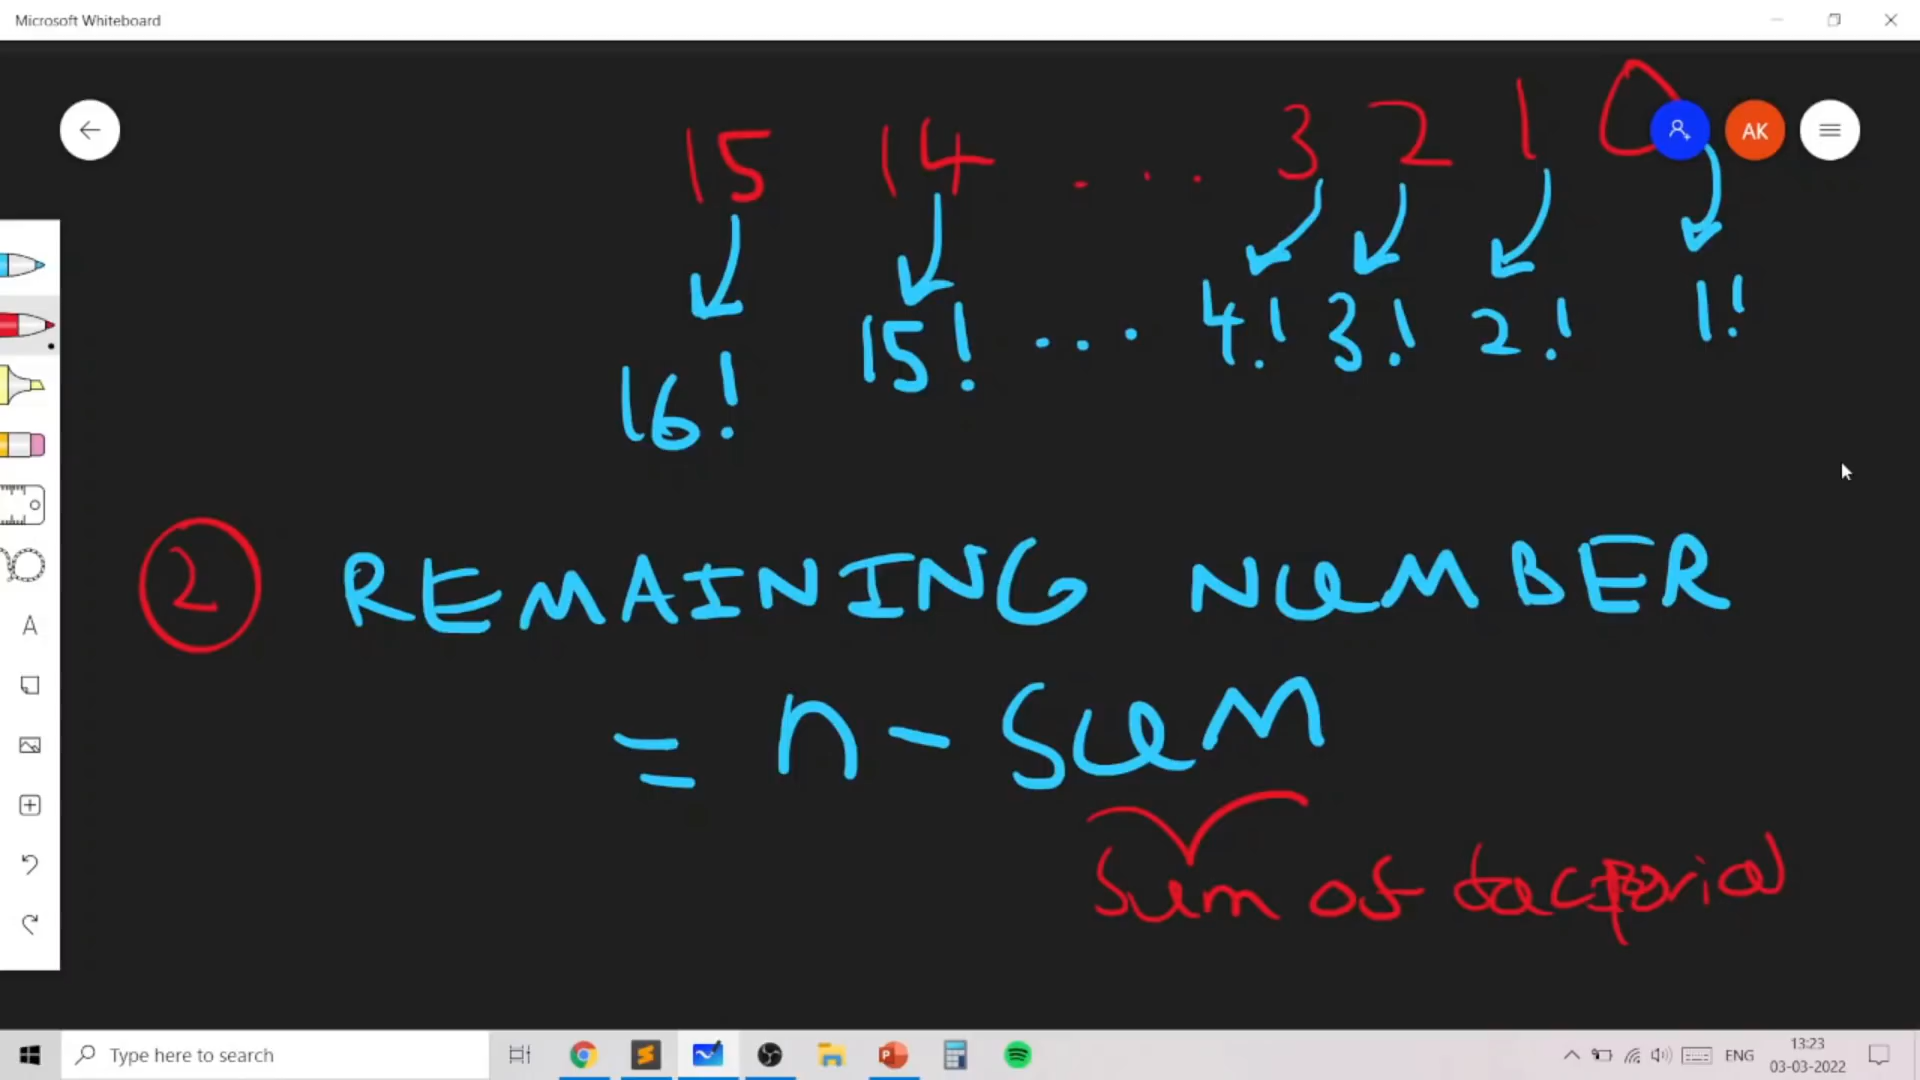 Microsoft Whiteboard
15 14 ... 3 2 1 0
AK
16! 15! ... 4! 3! 2! 1!
2 REMAINING NUMBER
= n - SUM
Sum of factorial
A
Type here to search
ENG
13:23
03-03-2022